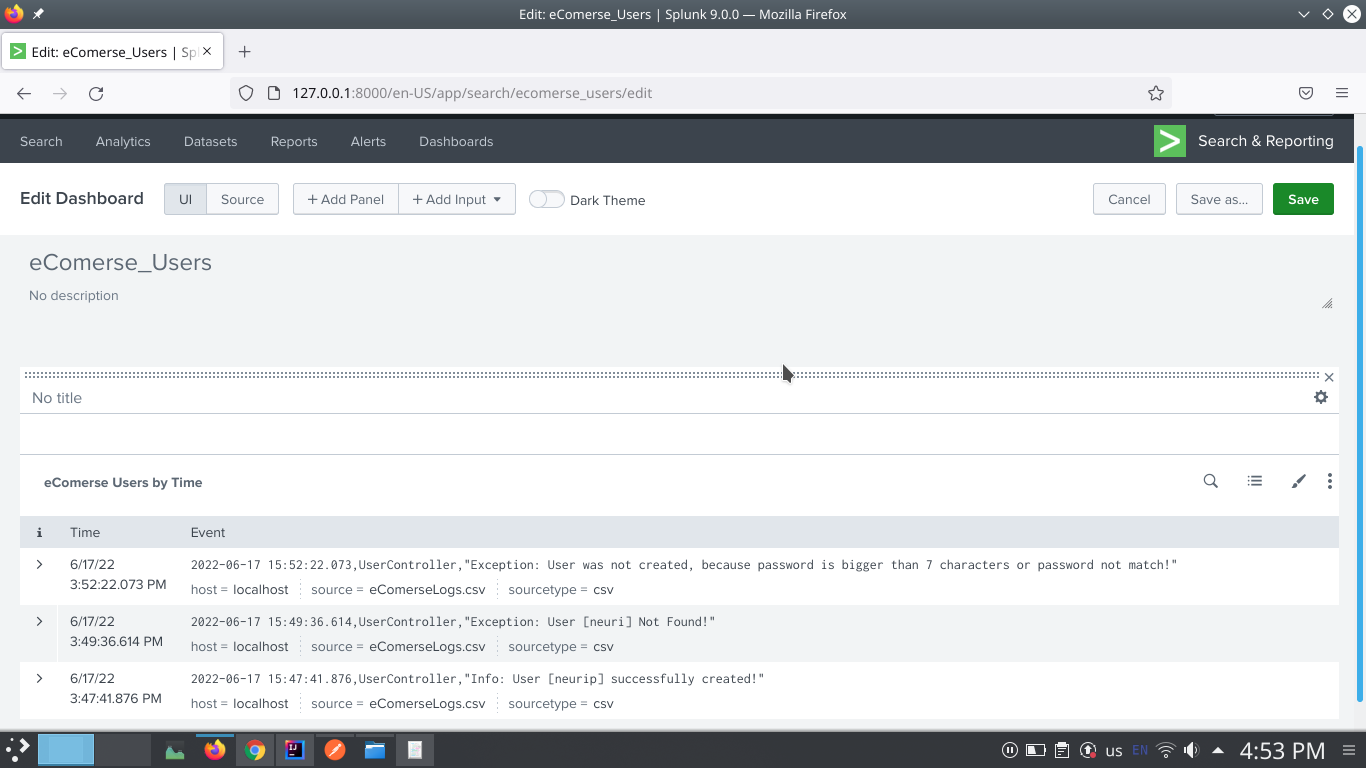 Edit: eComerse_Users | Splunk 9.0.0 — Mozilla Firefox
Edit: eComerse_Users | Spl
127.0.0.1:8000/en-US/app/search/ecomerse_users/edit
Search Analytics Datasets Reports Alerts Dashboards Search & Reporting
Edit Dashboard UI Source + Add Panel + Add Input Dark Theme Cancel Save as... Save
eComerse_Users
No description
No title
eComerse Users by Time
i Time Event
6/17/22
3:52:22.073 PM
2022-06-17 15:52:22.073,UserController,"Exception: User was not created, because password is bigger than 7 characters or password not match!"
host = localhost source = eComerseLogs.csv sourcetype = csv
6/17/22
3:49:36.614 PM
2022-06-17 15:49:36.614,UserController,"Exception: User [neuri] Not Found!"
host = localhost source = eComerseLogs.csv sourcetype = csv
6/17/22
3:47:41.876 PM
2022-06-17 15:47:41.876,UserController,"Info: User [neurip] successfully created!"
host = localhost source = eComerseLogs.csv sourcetype = csv
us EN 4:53 PM